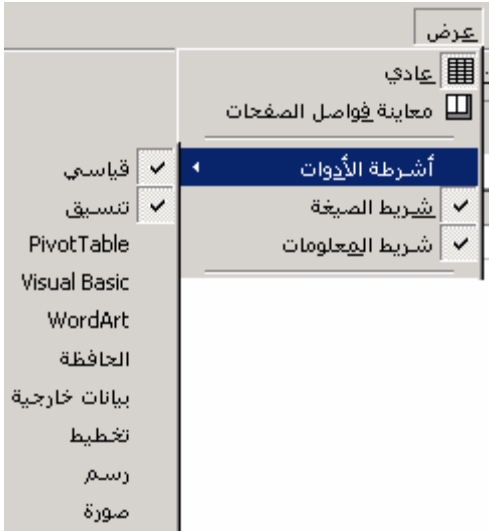 عرض
عادي
معاينة فواصل الصفحات
أشرطة الأدوات
شريط الصيغة
شريط المعلومات
قياسي
تنسيق
PivotTable
Visual Basic
WordArt
الحافظة
بيانات خارجية
تخطيط
رسم
صورة